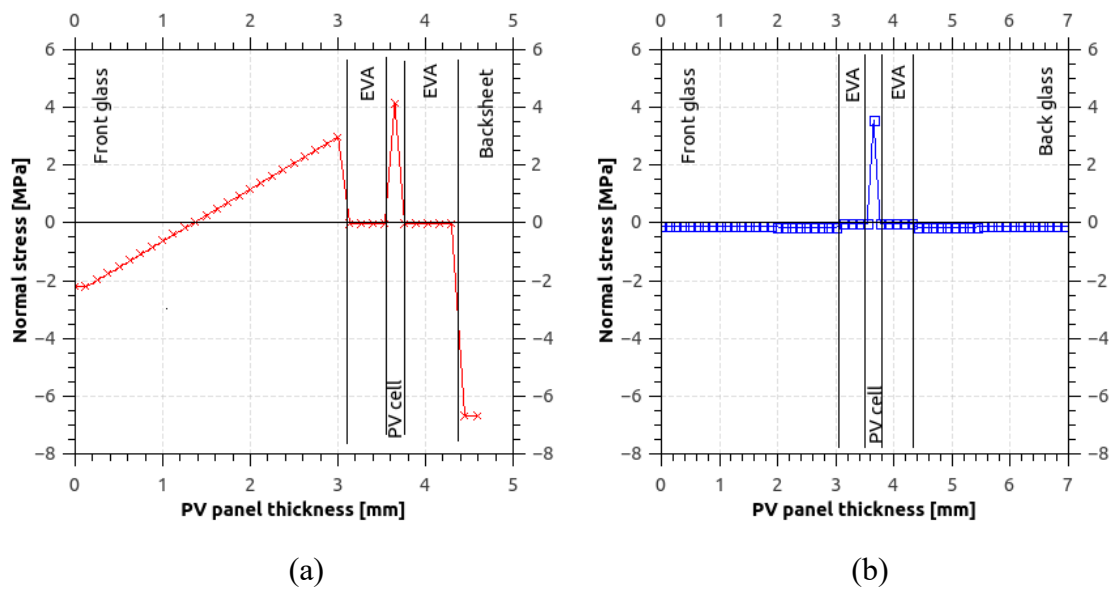 0 1 2 3 4 5
6 6
4 4
2 2
0 0
−2 −2
−4 −4
−6 −6
−8 −8
0 1 2 3 4 5
Normal stress [MPa]
PV panel thickness [mm]
Front glass
EVA
PV cell
EVA
Backsheet
(a)
0 1 2 3 4 5 6 7
6 6
4 4
2 2
0 0
−2 −2
−4 −4
−6 −6
−8 −8
0 1 2 3 4 5 6 7
Normal stress [MPa]
PV panel thickness [mm]
Front glass
EVA
PV cell
EVA
Back glass
(b)